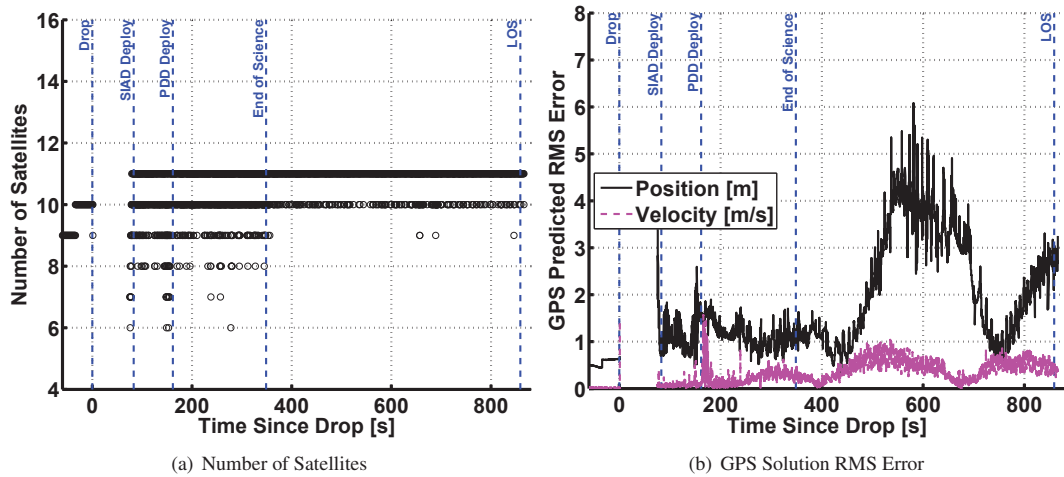 16
14
12
10
8
6
4
Number of Satellites
Drop
SIAD Deploy
PDD Deploy
End of Science
LOS
0 200 400 600 800
Time Since Drop [s]
(a) Number of Satellites
8
7
6
5
4
3
2
1
0
GPS Predicted RMS Error
Drop
SIAD Deploy
PDD Deploy
End of Science
LOS
Position [m]
Velocity [m/s]
0 200 400 600 800
Time Since Drop [s]
(b) GPS Solution RMS Error